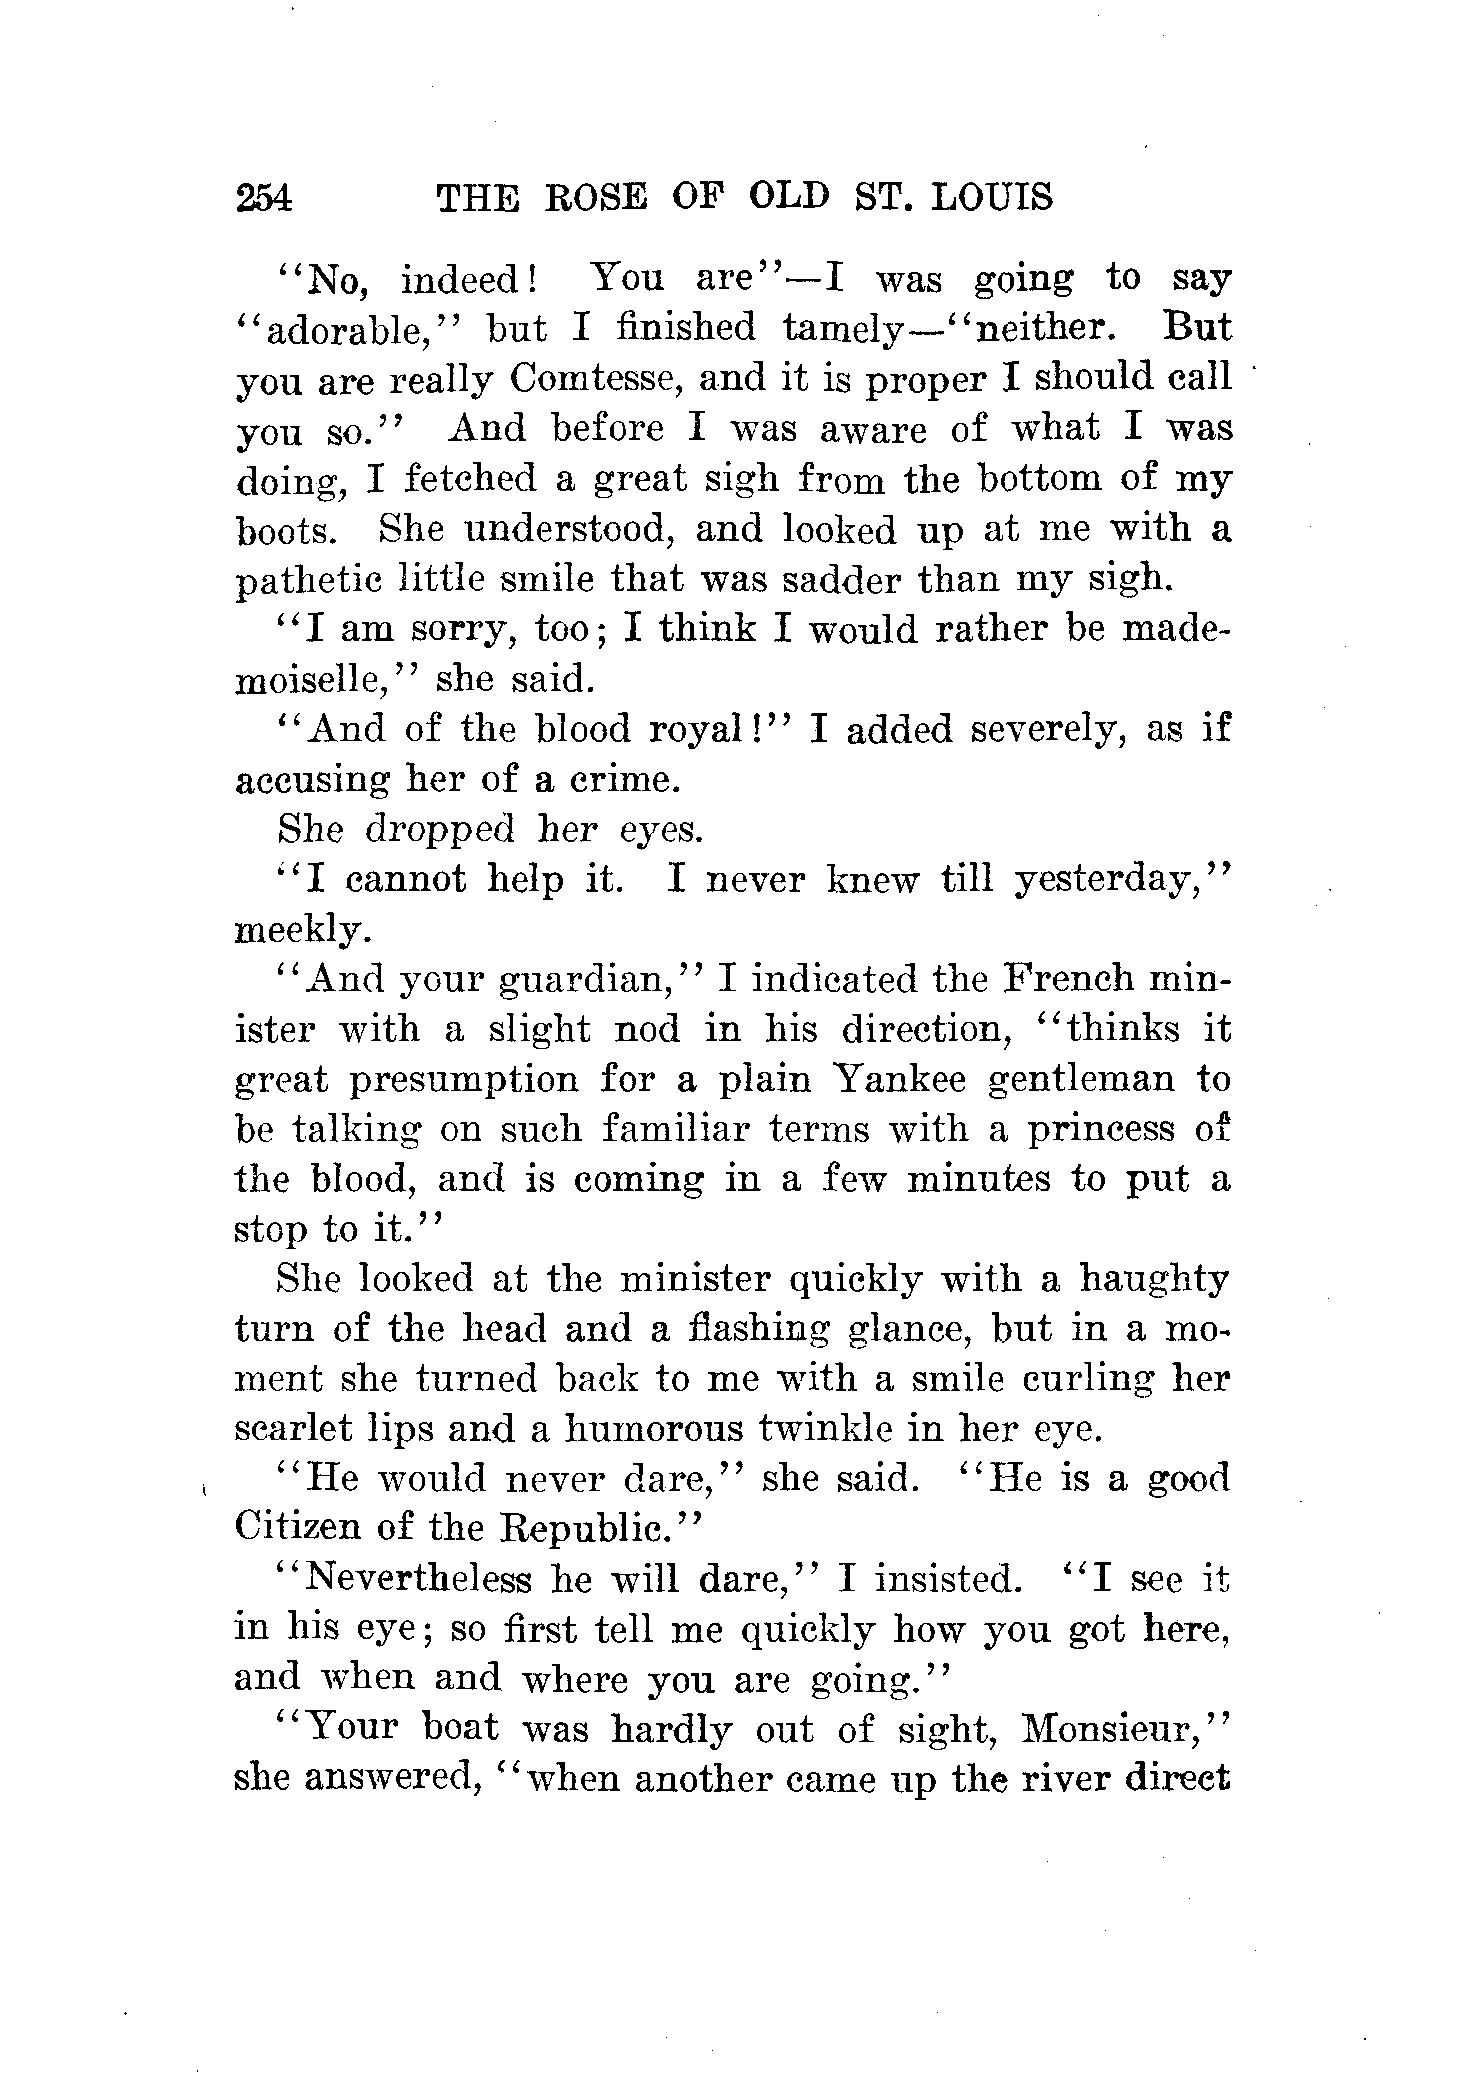 254 THE ROSE OF OLD ST. LOUIS
"No, indeed! You are"—I was going to say
"adorable," but I finished tamely—"neither. But
you are really Comtesse, and it is proper I should call
you so." And before I was aware of what I was
doing, I fetched a great sigh from the bottom of my
boots. She understood, and looked up at me with a
pathetic little smile that was sadder than my sigh.
"I am sorry, too; I think I would rather be made-
moiselle," she said.
"And of the blood royal!" I added severely, as if
accusing her of a crime.
She dropped her eyes.
"I cannot help it. I never knew till yesterday,"
meekly.
"And your guardian," I indicated the French min-
ister with a slight nod in his direction, "thinks it
great presumption for a plain Yankee gentleman to
be talking on such familiar terms with a princess of
the blood, and is coming in a few minutes to put a
stop to it."
She looked at the minister quickly with a haughty
turn of the head and a flashing glance, but in a mo-
ment she turned back to me with a smile curling her
scarlet lips and a humorous twinkle in her eye.
"He would never dare," she said. "He is a good
Citizen of the Republic."
"Nevertheless he will dare," I insisted. "I see it
in his eye; so first tell me quickly how you got here,
and when and where you are going."
"Your boat was hardly out of sight, Monsieur,"
she answered, "when another came up the river direct